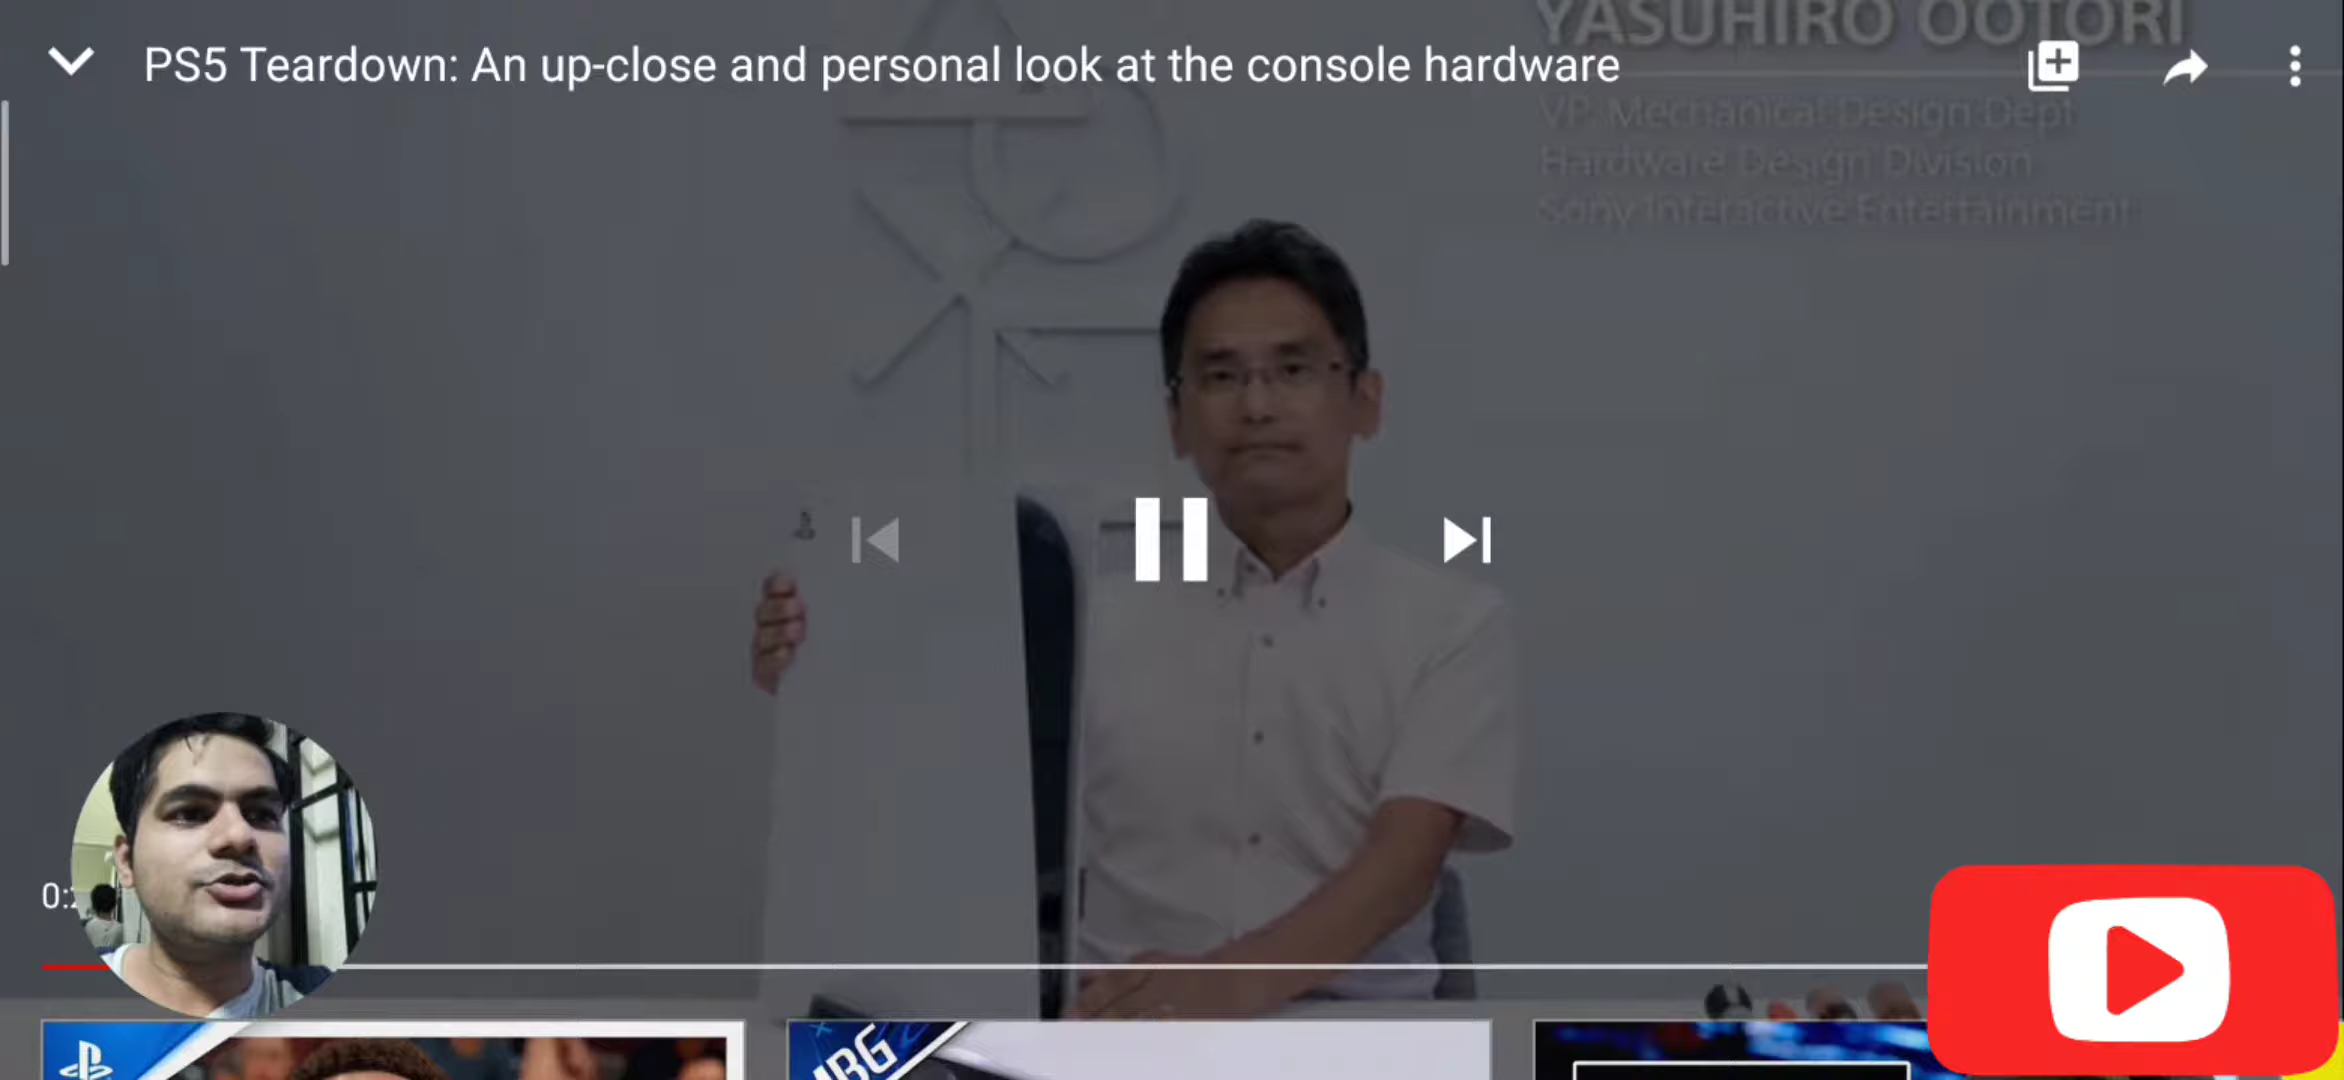 YASUHIRO OOTORI
PS5 Teardown: An up-close and personal look at the console hardware
VP Mechanical Design Dept
Hardware Design Division
Sony Interactive Entertainment
0: